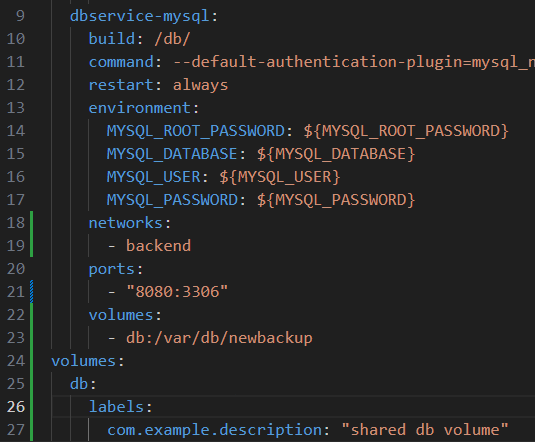 9 dbservice-mysql:
10 build: /db/
11 command: --default-authentication-plugin=mysql_n
12 restart: always
13 environment:
14 MYSQL_ROOT_PASSWORD: ${MYSQL_ROOT_PASSWORD}
15 MYSQL_DATABASE: ${MYSQL_DATABASE}
16 MYSQL_USER: ${MYSQL_USER}
17 MYSQL_PASSWORD: ${MYSQL_PASSWORD}
18 networks:
19 - backend
20 ports:
21 - "8080:3306"
22 volumes:
23 - db:/var/db/newbackup
24 volumes:
25 db:
26 labels:
27 com.example.description: "shared db volume"